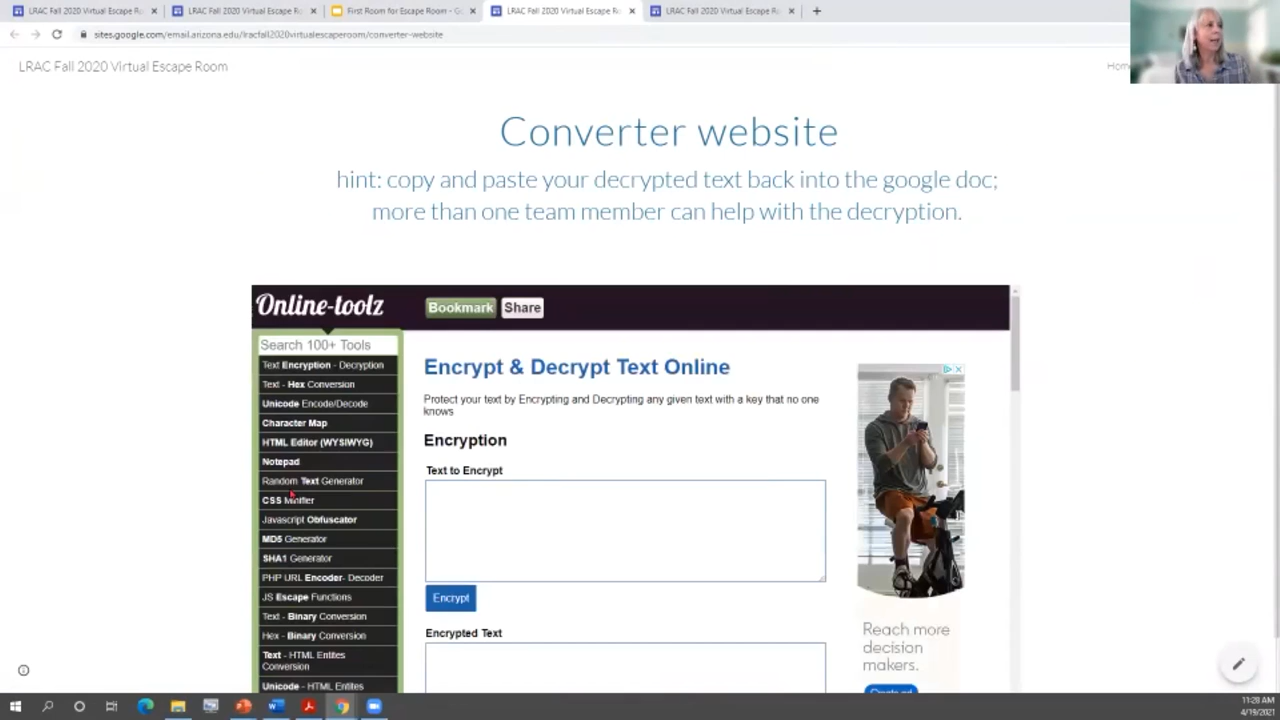 LRAC Fall 2020 Virtual Escape Ro
LRAC Fall 2020 Virtual Escape Ro
First Room for Escape Room - Go
LRAC Fall 2020 Virtual Escape Ro
LRAC Fall 2020 Virtual Escape Ro
sites.google.com/email.arizona.edu/lracfall2020virtualescaperoom/converter-website
LRAC Fall 2020 Virtual Escape Room
Converter website
hint: copy and paste your decrypted text back into the google doc;
more than one team member can help with the decryption.
Online-toolz
Bookmark
Share
Search 100+ Tools
Text Encryption - Decryption
Text - Hex Conversion
Unicode Encode/Decode
Character Map
HTML Editor (WYSIWYG)
Notepad
Random Text Generator
CSS Minifier
Javascript Obfuscator
MD5 Generator
SHA1 Generator
PHP URL Encoder- Decoder
JS Escape Functions
Text - Binary Conversion
Hex - Binary Conversion
Text - HTML Entites
Conversion
Unicode - HTML Entites
Encrypt & Decrypt Text Online
Protect your text by Encrypting and Decrypting any given text with a key that no one
knows
Encryption
Text to Encrypt
Encrypt
Encrypted Text
Reach more
decision
makers.
Create ad
11:28 AM
4/19/2021